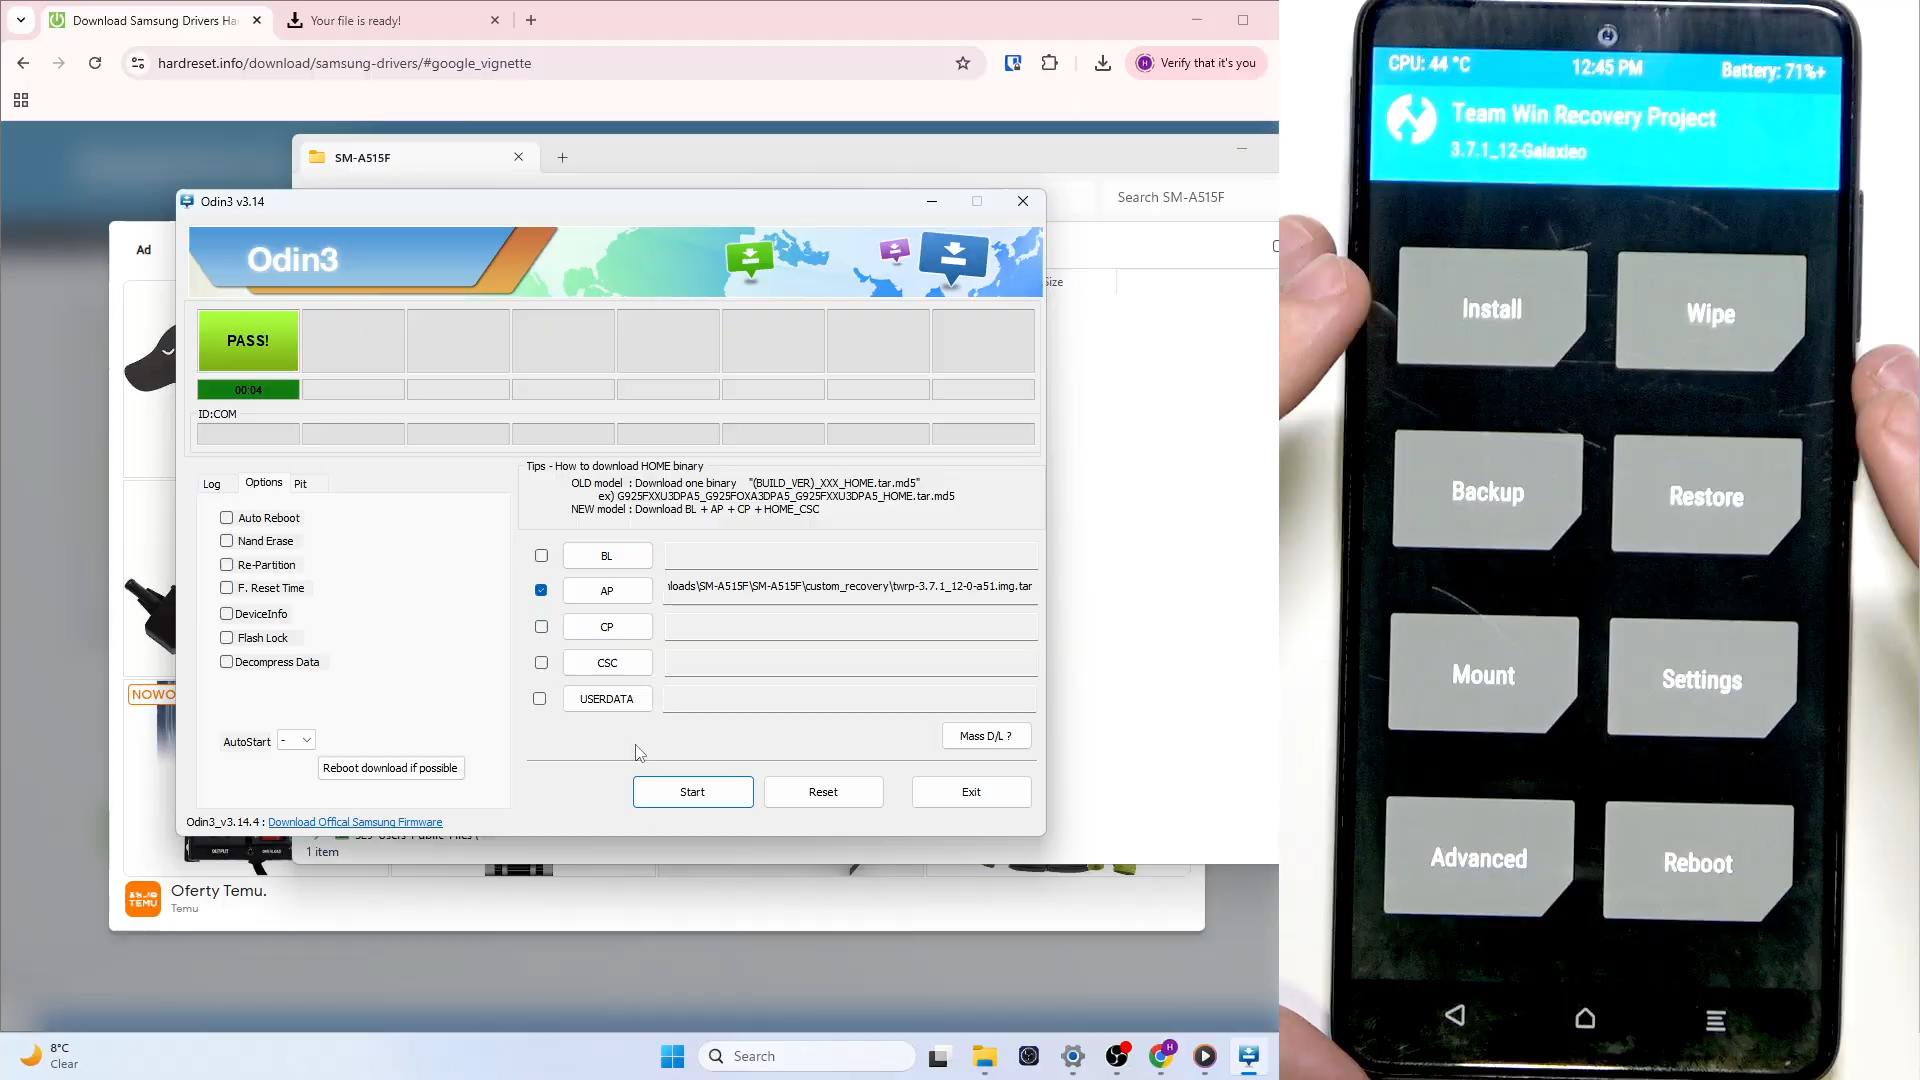 Download Samsung Drivers Ha
Your file is ready!
hardreset.info/download/samsung-drivers/#google_vignette
Verify that it's you
Ad
SM-A515F
Search SM-A515F
Size
Odin3 v3.14
Odin3
PASS!
00:04
ID:COM
Log
Options
Pit
Auto Reboot
Nand Erase
Re-Partition
F. Reset Time
DeviceInfo
Flash Lock
Decompress Data
AutoStart
-
Reboot download if possible
Tips - How to download HOME binary
OLD model : Download one binary "(BUILD_VER)_XXX_HOME.tar.md5"
ex) G925FXXU3DPA5_G925FOXA3DPA5_G925FXXU3DPA5_HOME.tar.md5
NEW model : Download BL + AP + CP + HOME_CSC
BL
AP
loads\SM-A515F\SM-A515F\custom_recovery\twrp-3.7.1_12-0-a51.img.tar
CP
CSC
USERDATA
Mass D/L ?
Start
Reset
Exit
Odin3_v3.14.4 : Download Offical Samsung Firmware
1 item
NOWO
Oferty Temu.
Temu
TEMU
OUTPUT
8°C
Clear
Search
CPU: 44 °C
12:45 PM
Battery: 71%+
Team Win Recovery Project
3.7.1_12-Galaxleo
Install
Wipe
Backup
Restore
Mount
Settings
Advanced
Reboot